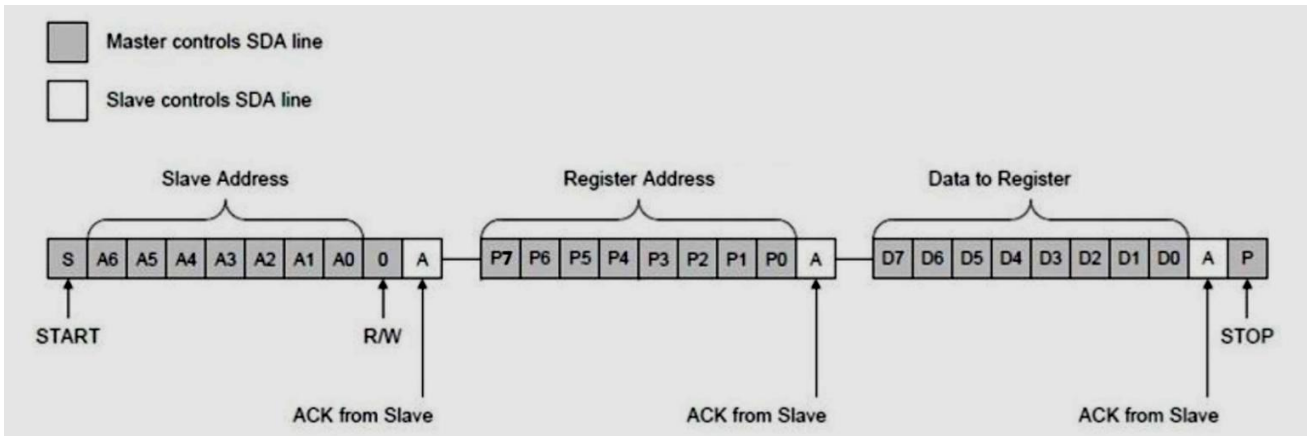 Master controls SDA line
Slave controls SDA line
Slave Address Register Address Data to Register
S A6 A5 A4 A3 A2 A1 A0 0 A P7 P6 P5 P4 P3 P2 P1 P0 A D7 D6 D5 D4 D3 D2 D1 D0 A P
START R/W STOP
ACK from Slave ACK from Slave ACK from Slave